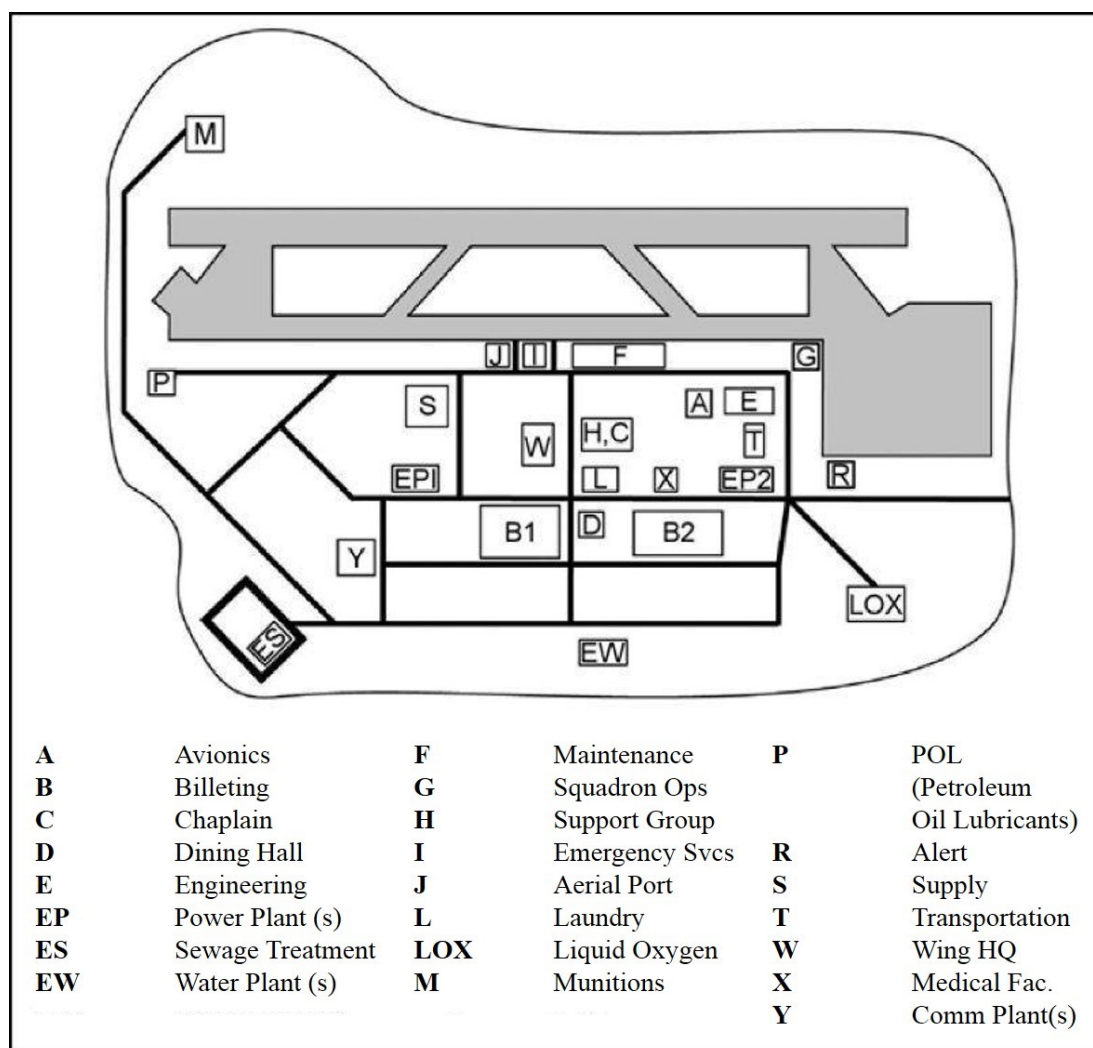 M
J I F G
P
S A E
H,C
W T
EPI L X EP2 R
B1 D B2
Y
LOX
ES
EW
A Avionics F Maintenance P POL
B Billeting G Squadron Ops (Petroleum
C Chaplain H Support Group Oil Lubricants)
D Dining Hall I Emergency Svcs R Alert
E Engineering J Aerial Port S Supply
EP Power Plant (s) L Laundry T Transportation
ES Sewage Treatment LOX Liquid Oxygen W Wing HQ
EW Water Plant (s) M Munitions X Medical Fac.
Y Comm Plant(s)